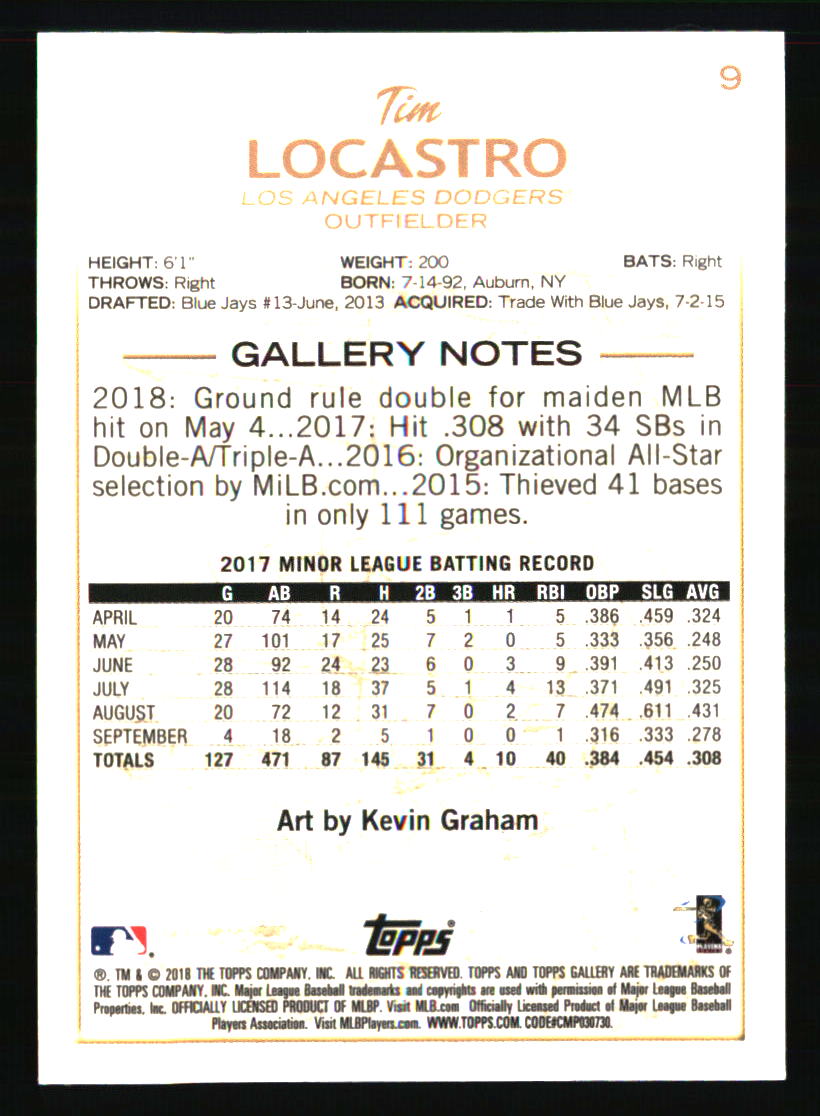 9
Tim
LOCASTRO
LOS ANGELES DODGERS
OUTFIELDER
HEIGHT: 6'1" WEIGHT: 200 BATS: Right
THROWS: Right BORN: 7-14-92, Auburn, NY
DRAFTED: Blue Jays #13-June, 2013 ACQUIRED: Trade With Blue Jays, 7-2-15
GALLERY NOTES
2018: Ground rule double for maiden MLB
hit on May 4...2017: Hit .308 with 34 SBs in
Double-A/Triple-A...2016: Organizational All-Star
selection by MiLB.com...2015: Thieved 41 bases
in only 111 games.
2017 MINOR LEAGUE BATTING RECORD
G AB R H 2B 3B HR RBI OBP SLG AVG
APRIL 20 74 14 24 5 1 1 5 .386 .459 .324
MAY 27 101 17 25 7 2 0 5 .333 .356 .248
JUNE 28 92 24 23 6 0 3 9 .391 .413 .250
JULY 28 114 18 37 5 1 4 13 .371 .491 .325
AUGUST 20 72 12 31 7 0 2 7 .474 .611 .431
SEPTEMBER 4 18 2 5 1 0 0 1 .316 .333 .278
TOTALS 127 471 87 145 31 4 10 40 .384 .454 .308
Art by Kevin Graham
Topps®
®, TM & © 2018 THE TOPPS COMPANY, INC. ALL RIGHTS RESERVED. TOPPS AND TOPPS GALLERY ARE TRADEMARKS OF
THE TOPPS COMPANY, INC. Major League Baseball trademarks and copyrights are used with permission of Major League Baseball
Properties, Inc. OFFICIALLY LICENSED PRODUCT OF MLBP. Visit MLB.com Officially Licensed Product of Major League Baseball
Players Association. Visit MLBPlayers.com. WWW.TOPPS.COM. CODE#CMP030730.